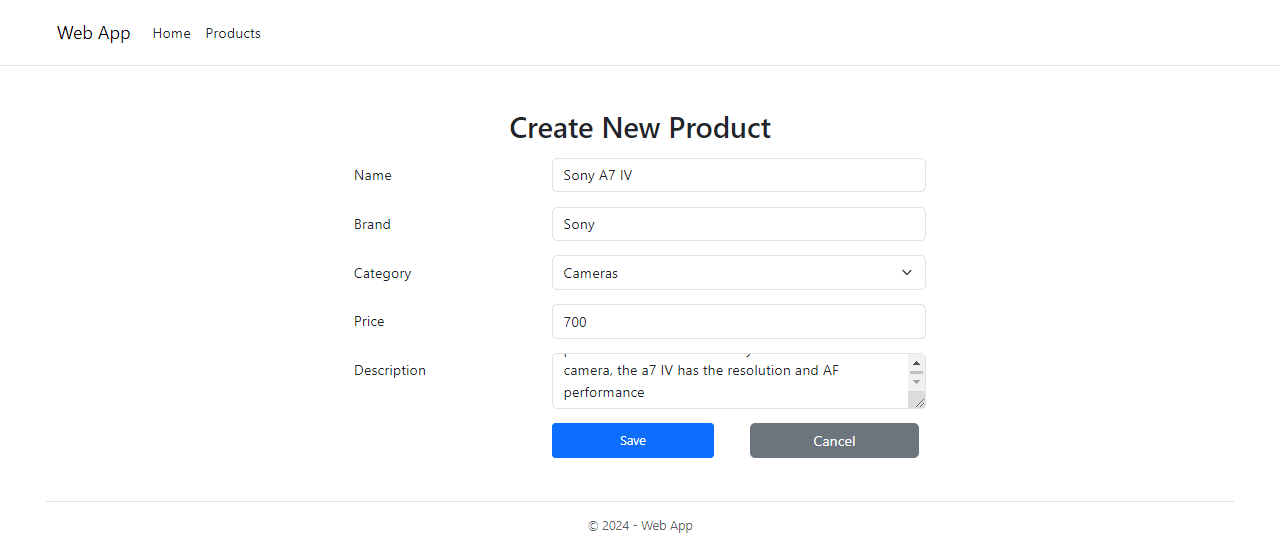 Web App Home Products
Create New Product
Name Sony A7 IV
Brand Sony
Category Cameras
Price 700
Description camera, the a7 IV has the resolution and AF
performance
Save Cancel
© 2024 - Web App